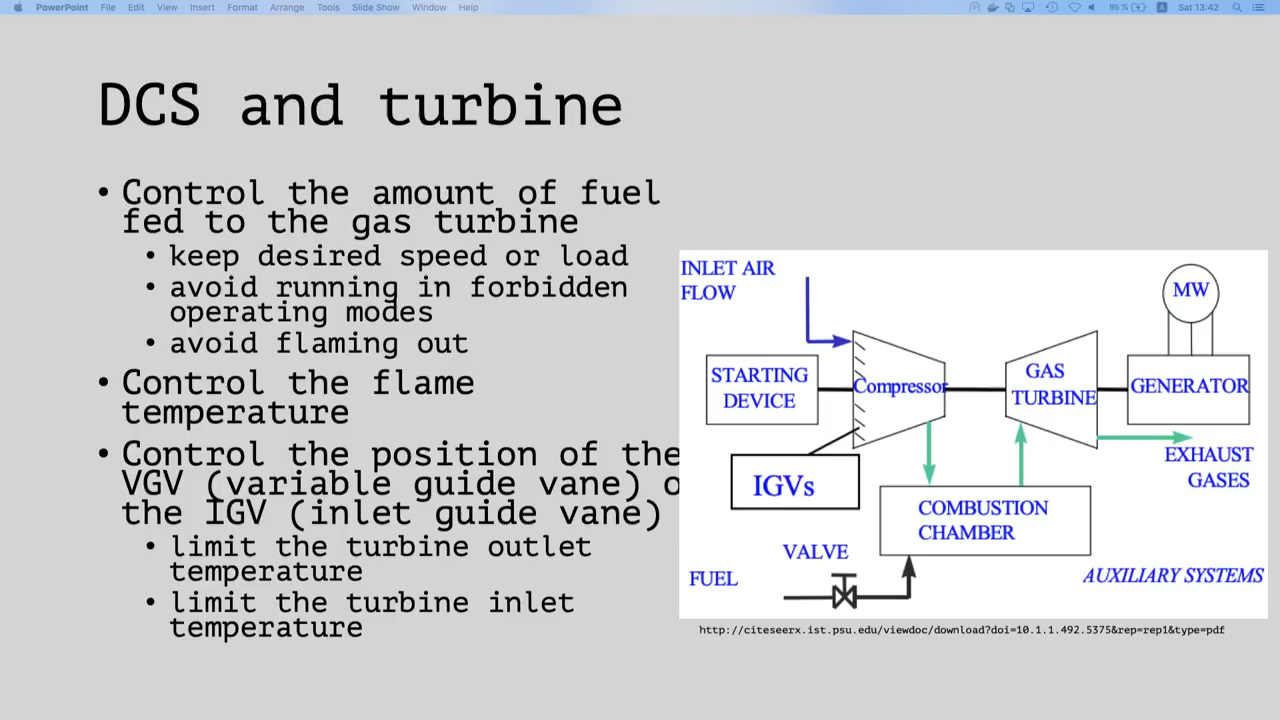 PowerPoint File Edit View Insert Format Arrange Tools Slide Show Window Help 95 % A Sat 13:42
DCS and turbine
• Control the amount of fuel
fed to the gas turbine
• keep desired speed or load
• avoid running in forbidden
operating modes
• avoid flaming out
• Control the flame
temperature
• Control the position of the
VGV (variable guide vane) o
the IGV (inlet guide vane)
• limit the turbine outlet
temperature
• limit the turbine inlet
temperature
INLET AIR
FLOW
MW
STARTING
DEVICE
Compressor
GAS
TURBINE
GENERATOR
EXHAUST
GASES
IGVs
COMBUSTION
CHAMBER
VALVE
FUEL
AUXILIARY SYSTEMS
http://citeseerx.ist.psu.edu/viewdoc/download?doi=10.1.1.492.5375&rep=rep1&type=pdf